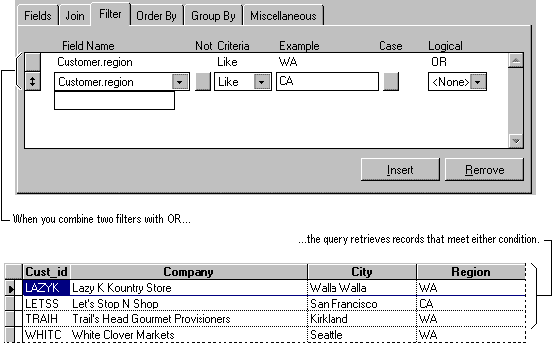 Fields Join Filter Order By Group By Miscellaneous
Field Name Not Criteria Example Case Logical
Customer.region Like WA OR
Customer.region Like CA <None>
Insert Remove
When you combine two filters with OR...
...the query retrieves records that meet either condition.
Cust_id Company City Region
LAZYK Lazy K Kountry Store Walla Walla WA
LETSS Let's Stop N Shop San Francisco CA
TRAIH Trail's Head Gourmet Provisioners Kirkland WA
WHITC White Clover Markets Seattle WA